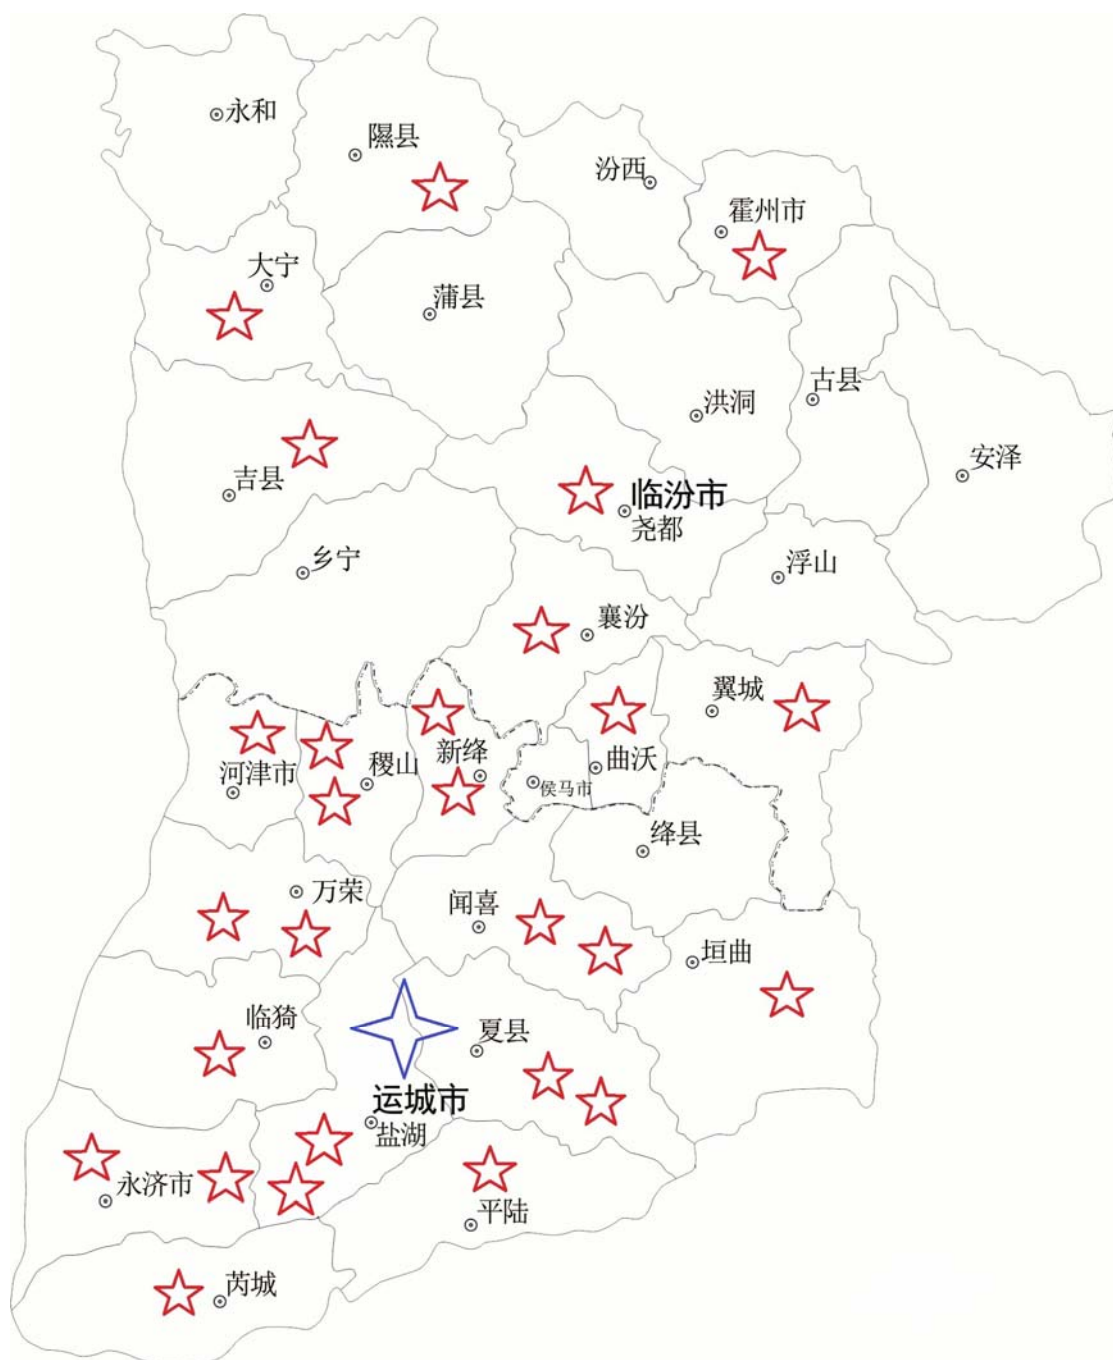 永和
隰县
汾西
霍州市
大宁
蒲县
古县
洪洞
安泽
吉县
临汾市
尧都
乡宁
浮山
襄汾
翼城
新绛
稷山
河津市
曲沃
侯马市
绛县
万荣
闻喜
垣曲
临猗
夏县
运城市
盐湖
永济市
平陆
芮城